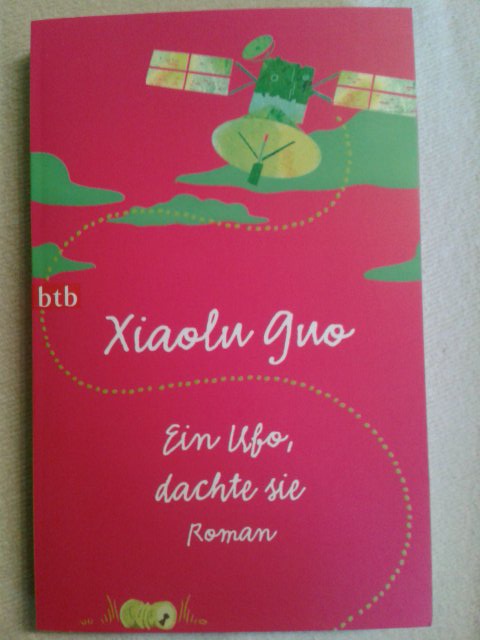 btb
Xiaolu Guo
Ein Ufo,
dachte sie
Roman